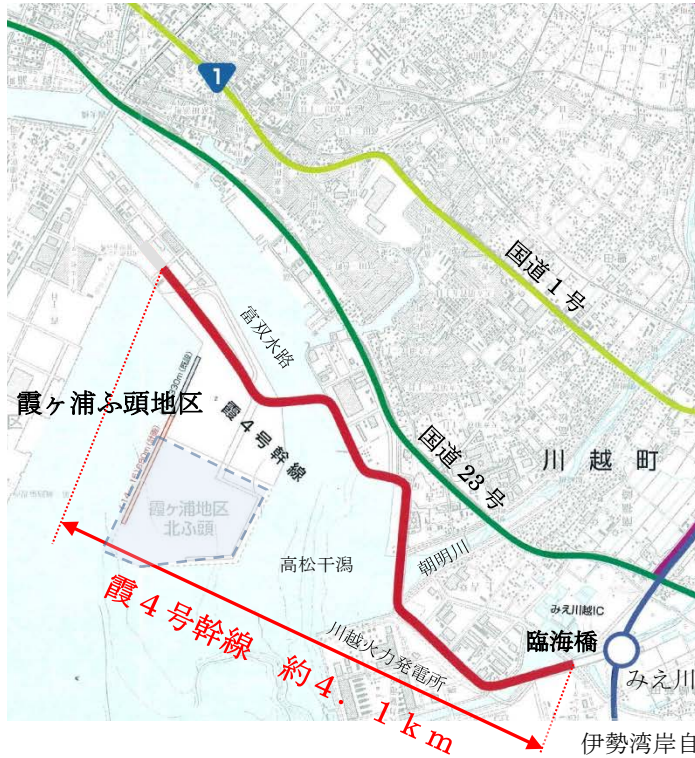 1
国道1号
富双水路
霞ヶ浦ふ頭地区
霞4号幹線
国道23号
川越町
霞ヶ浦地区
北ふ頭
高松干潟
朝明川
みえ川越IC
霞4号幹線 約4．1km
川越火力発電所
臨海橋
みえ川
伊勢湾岸自